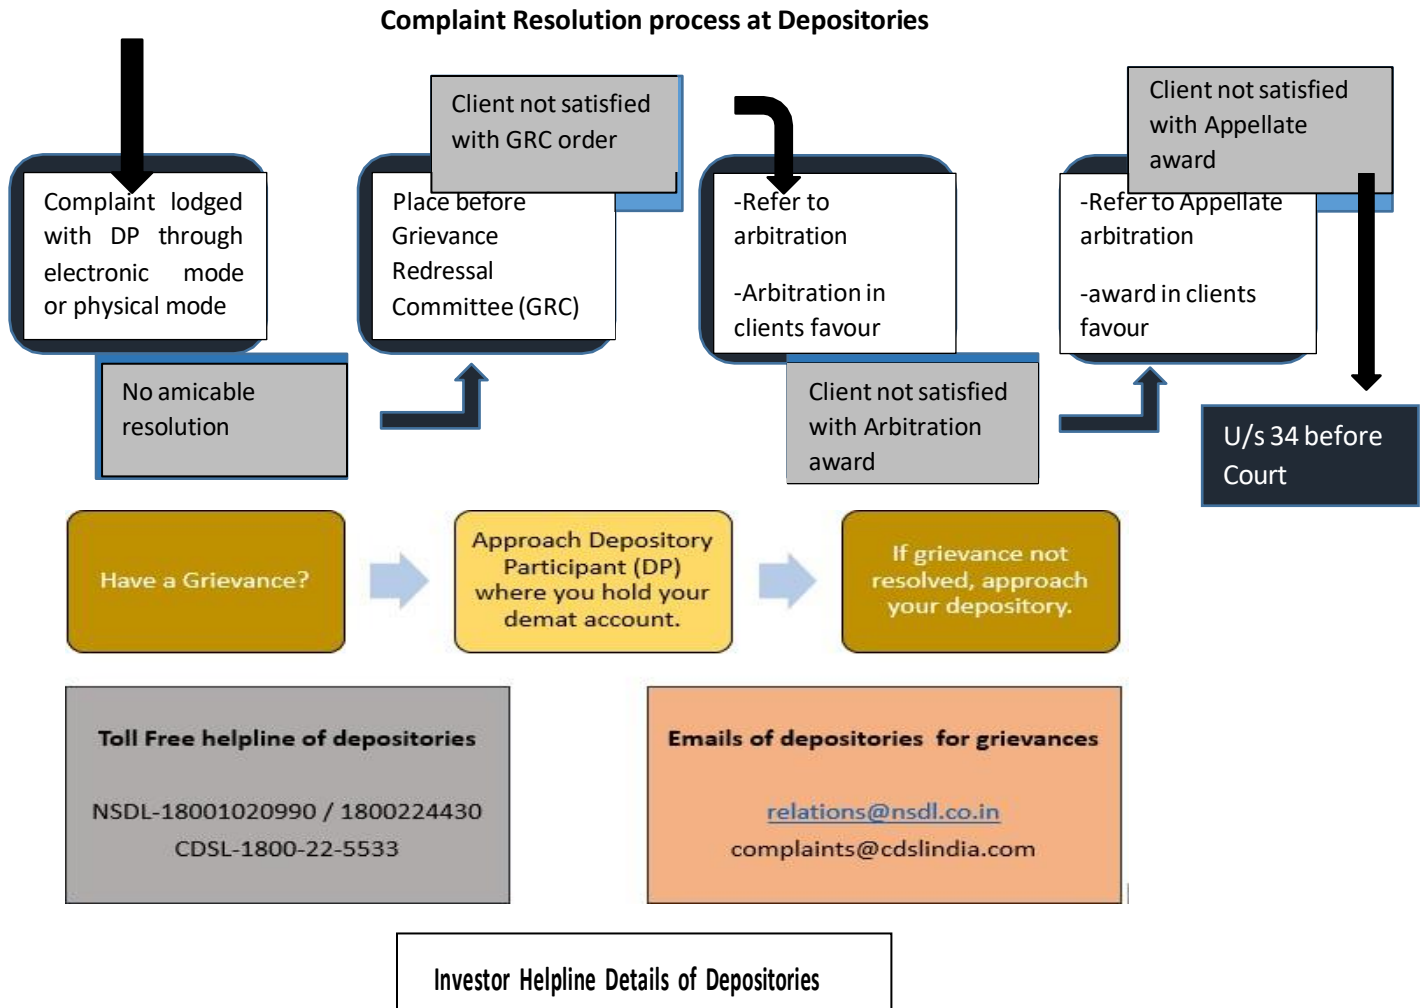 Complaint Resolution process at Depositories
Complaint lodged
with DP through
electronic mode
or physical mode
No amicable
resolution
Place before
Grievance
Redressal
Committee (GRC)
Client not satisfied
with GRC order
-Refer to
arbitration
-Arbitration in
clients favour
Client not satisfied
with Arbitration
award
-Refer to Appellate
arbitration
-award in clients
favour
Client not satisfied
with Appellate
award
U/s 34 before
Court
Have a Grievance?
Approach Depository
Participant (DP)
where you hold your
demat account.
If grievance not
resolved, approach
your depository.
Toll Free helpline of depositories
NSDL-18001020990 / 1800224430
CDSL-1800-22-5533
Emails of depositories for grievances
relations@nsdl.co.in
complaints@cdslindia.com
Investor Helpline Details of Depositories